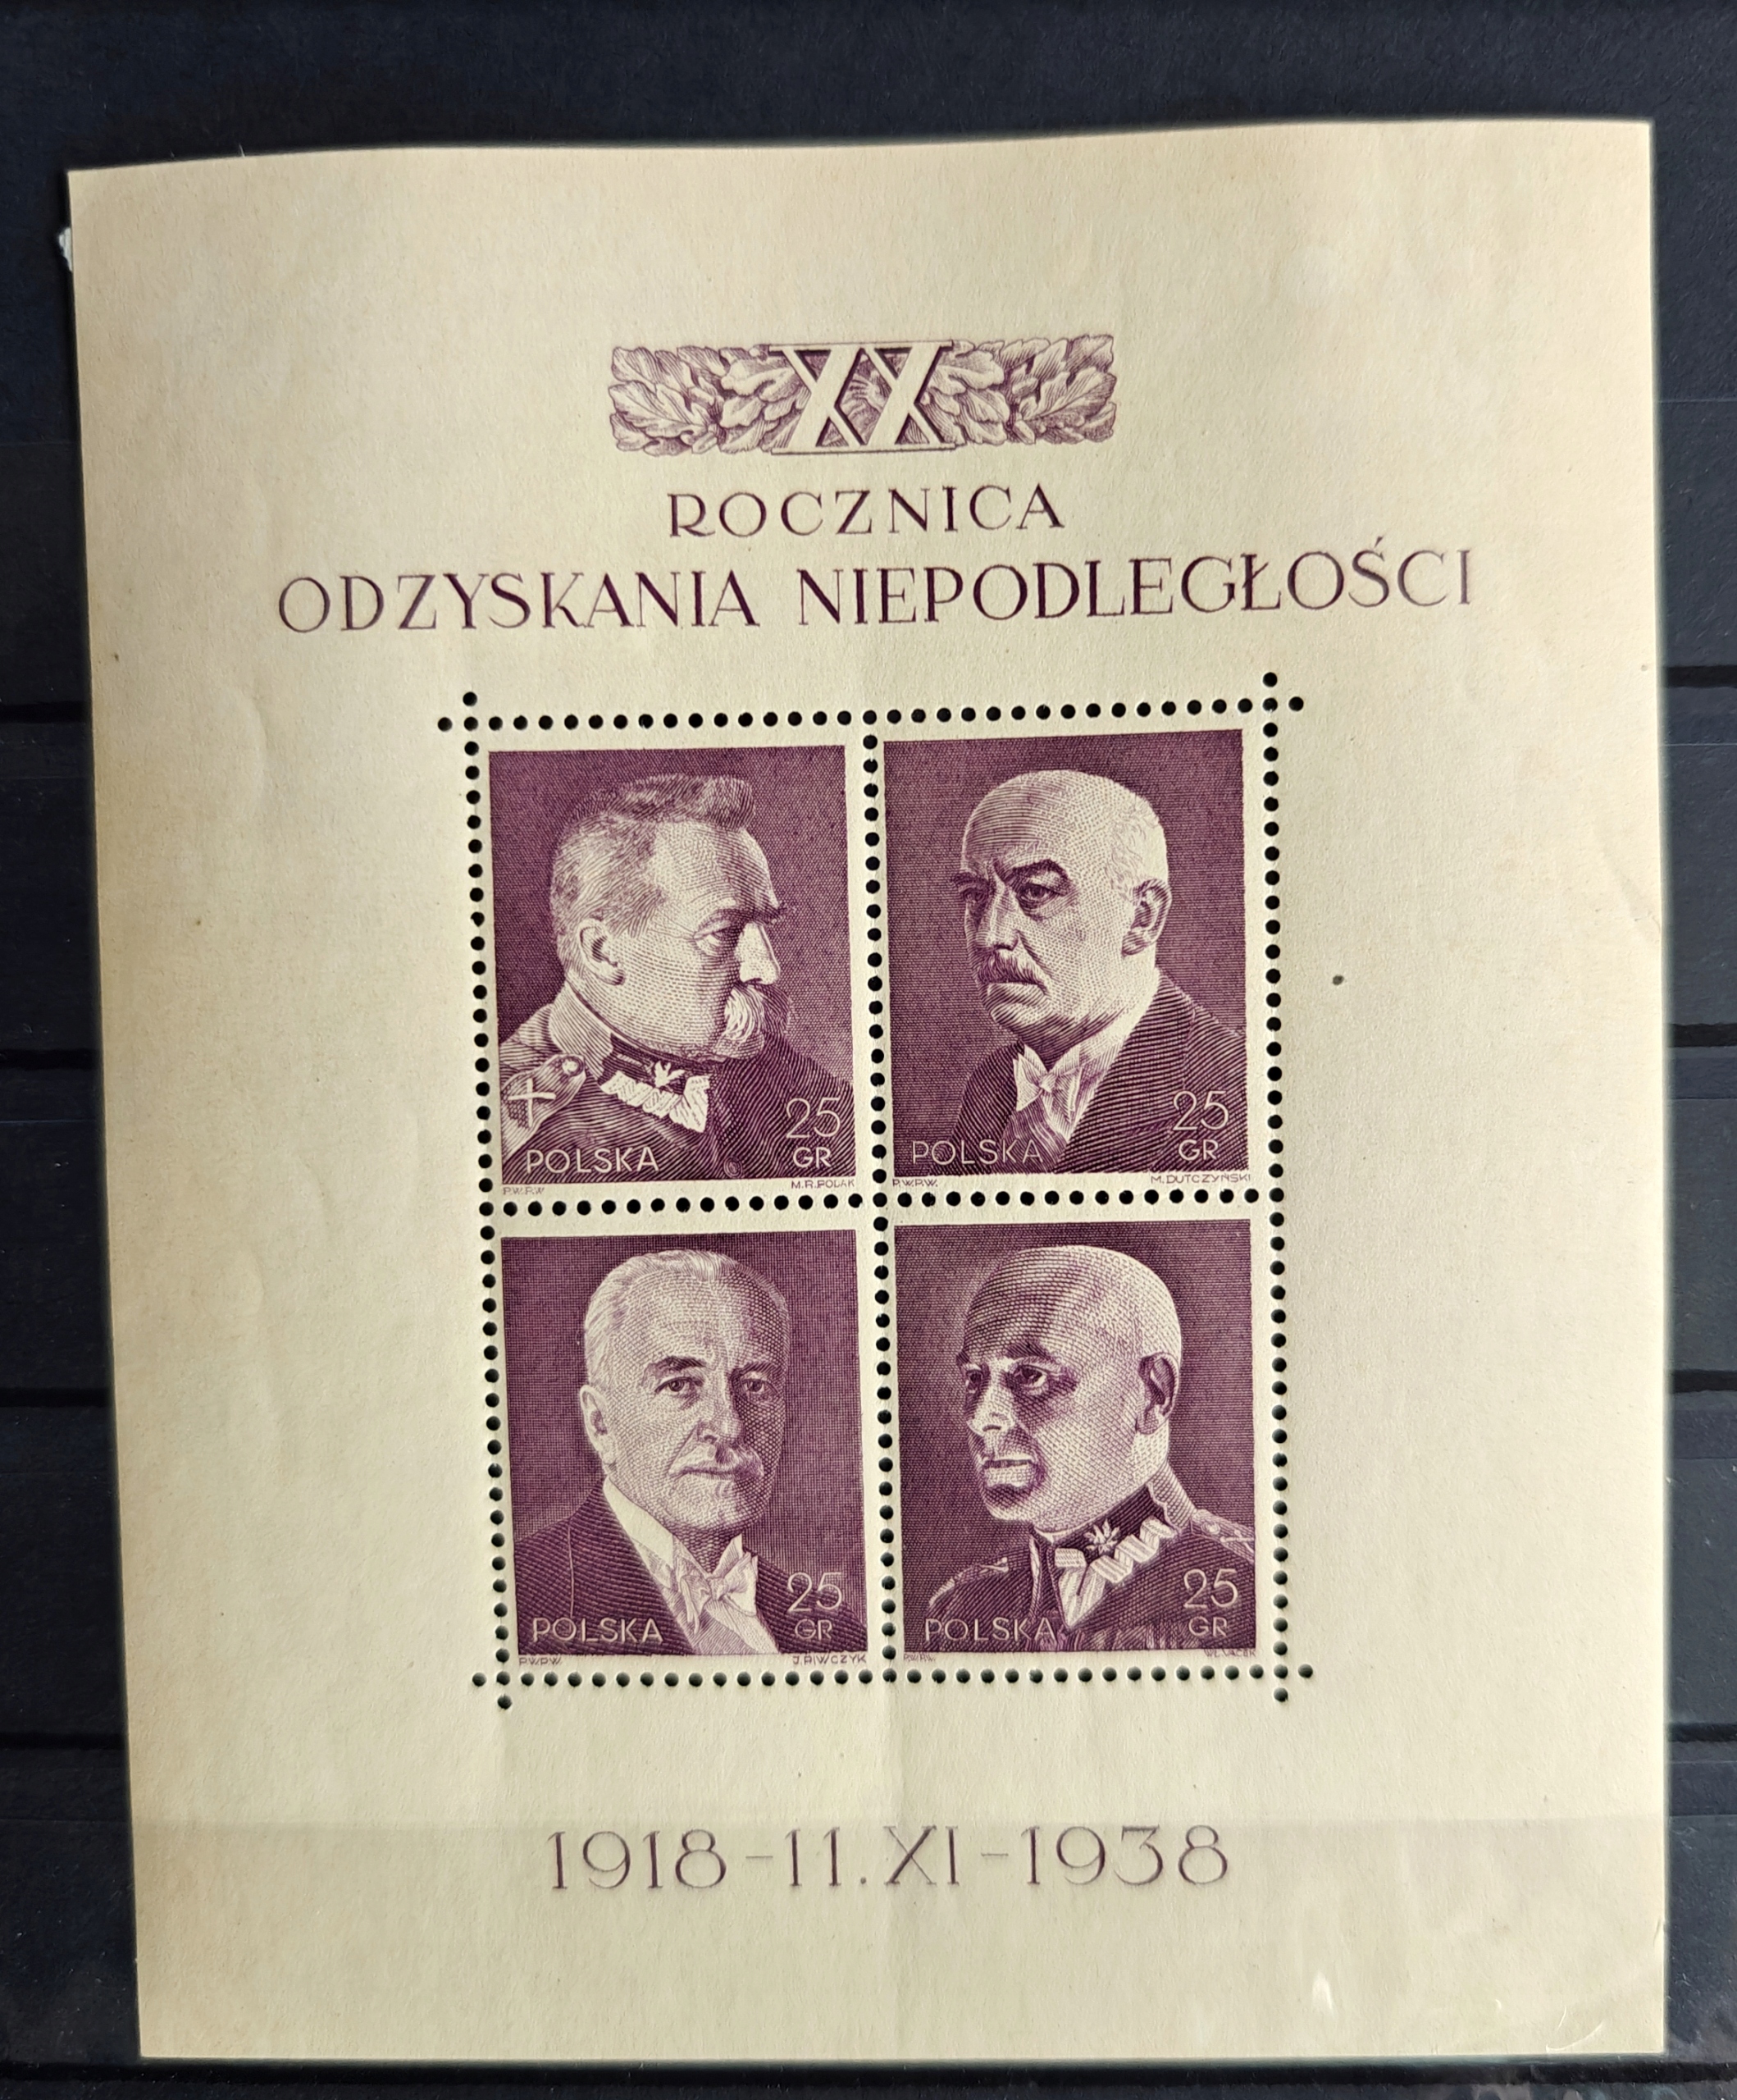 XX
ROCZNICA
ODZYSKANIA NIEPODLEGŁOŚCI
25
POLSKA GR
P.W.P.W. M.R.POLAK
25
POLSKA GR
P.W.P.W. M.DUTCZYŃSKI
25
POLSKA GR
P.W.P.W. J.PIWCZYK
25
POLSKA GR
P.W.P.W.
1918-11.XI-1938